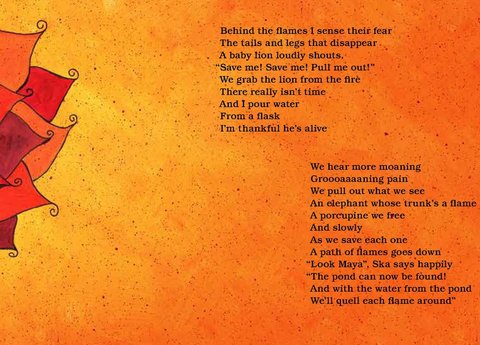 Behind the flames I sense their fear
The tails and legs that disappear
A baby lion loudly shouts.
“Save me! Save me! Pull me out!”
We grab the lion from the fire
There really isn't time
And I pour water
From a flask
I'm thankful he's alive
We hear more moaning
Groooaaaaning pain
We pull out what we see
An elephant whose trunk's a flame
A porcupine we free
And slowly
As we save each one
A path of flames goes down
“Look Maya”, Ska says happily
“The pond can now be found!
And with the water from the pond
We'll quell each flame around”